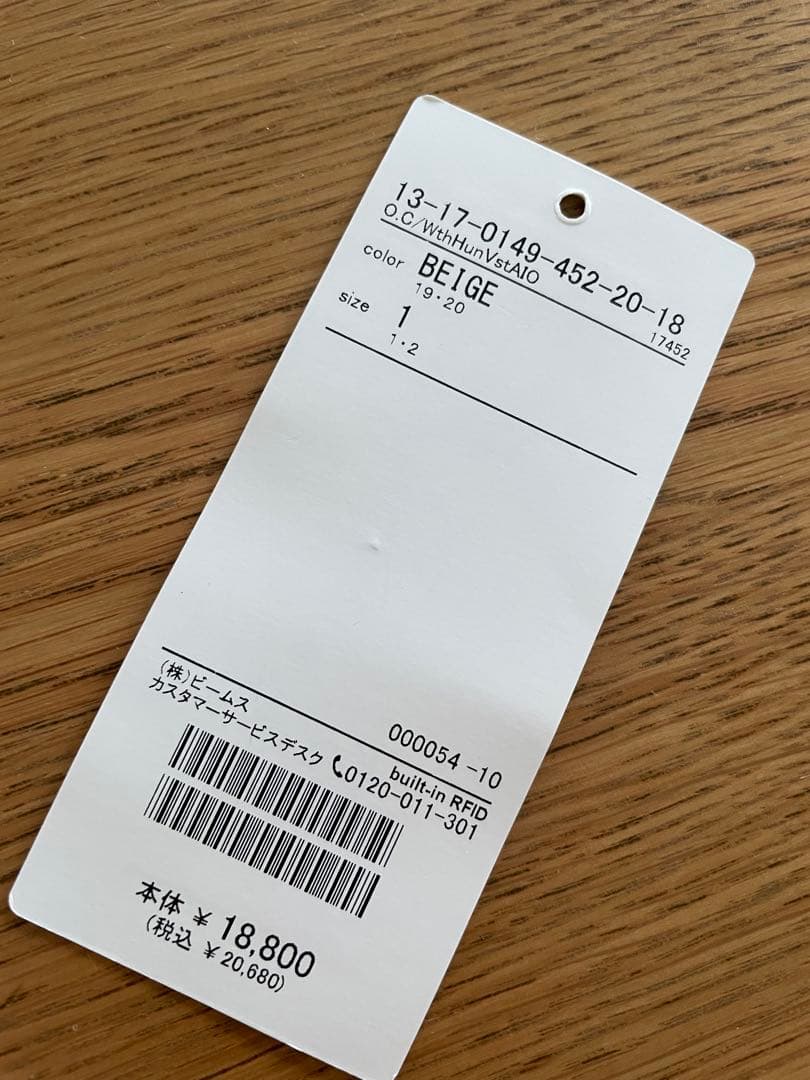 13-17-0149-452-20-18
O.C/WthHunVstAIO 17452
color BEIGE
19・20
size 1
1・2
(株)ビームス 000054 -10
カスタマーサービスデスク built-in RFID
0120-011-301
本体 ¥ 18,800
(税込 ¥20,680)